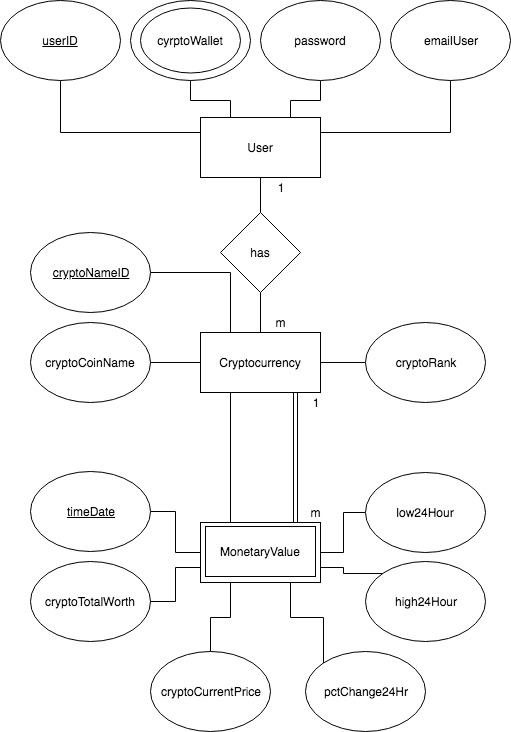 userID
cyrptoWallet
password
emailUser
User
1
has
cryptoNameID
m
cryptoCoinName
Cryptocurrency
cryptoRank
1
timeDate
m
low24Hour
MonetaryValue
cryptoTotalWorth
high24Hour
cryptoCurrentPrice
pctChange24Hr